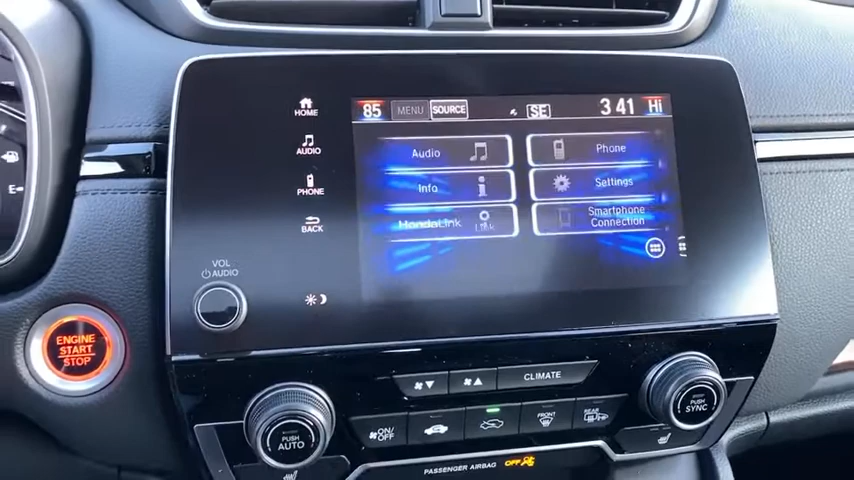 HOME
AUDIO
PHONE
BACK
VOL
AUDIO
85 MENU SOURCE SE 3 41 Hi
Audio Phone
Info Settings
HondaLink LINK Smartphone
Connection
ENGINE
START
STOP
CLIMATE
PUSH
AUTO
ON/
OFF
FRONT
REAR
PUSH
SYNC
PASSENGER AIRBAG OFF
E